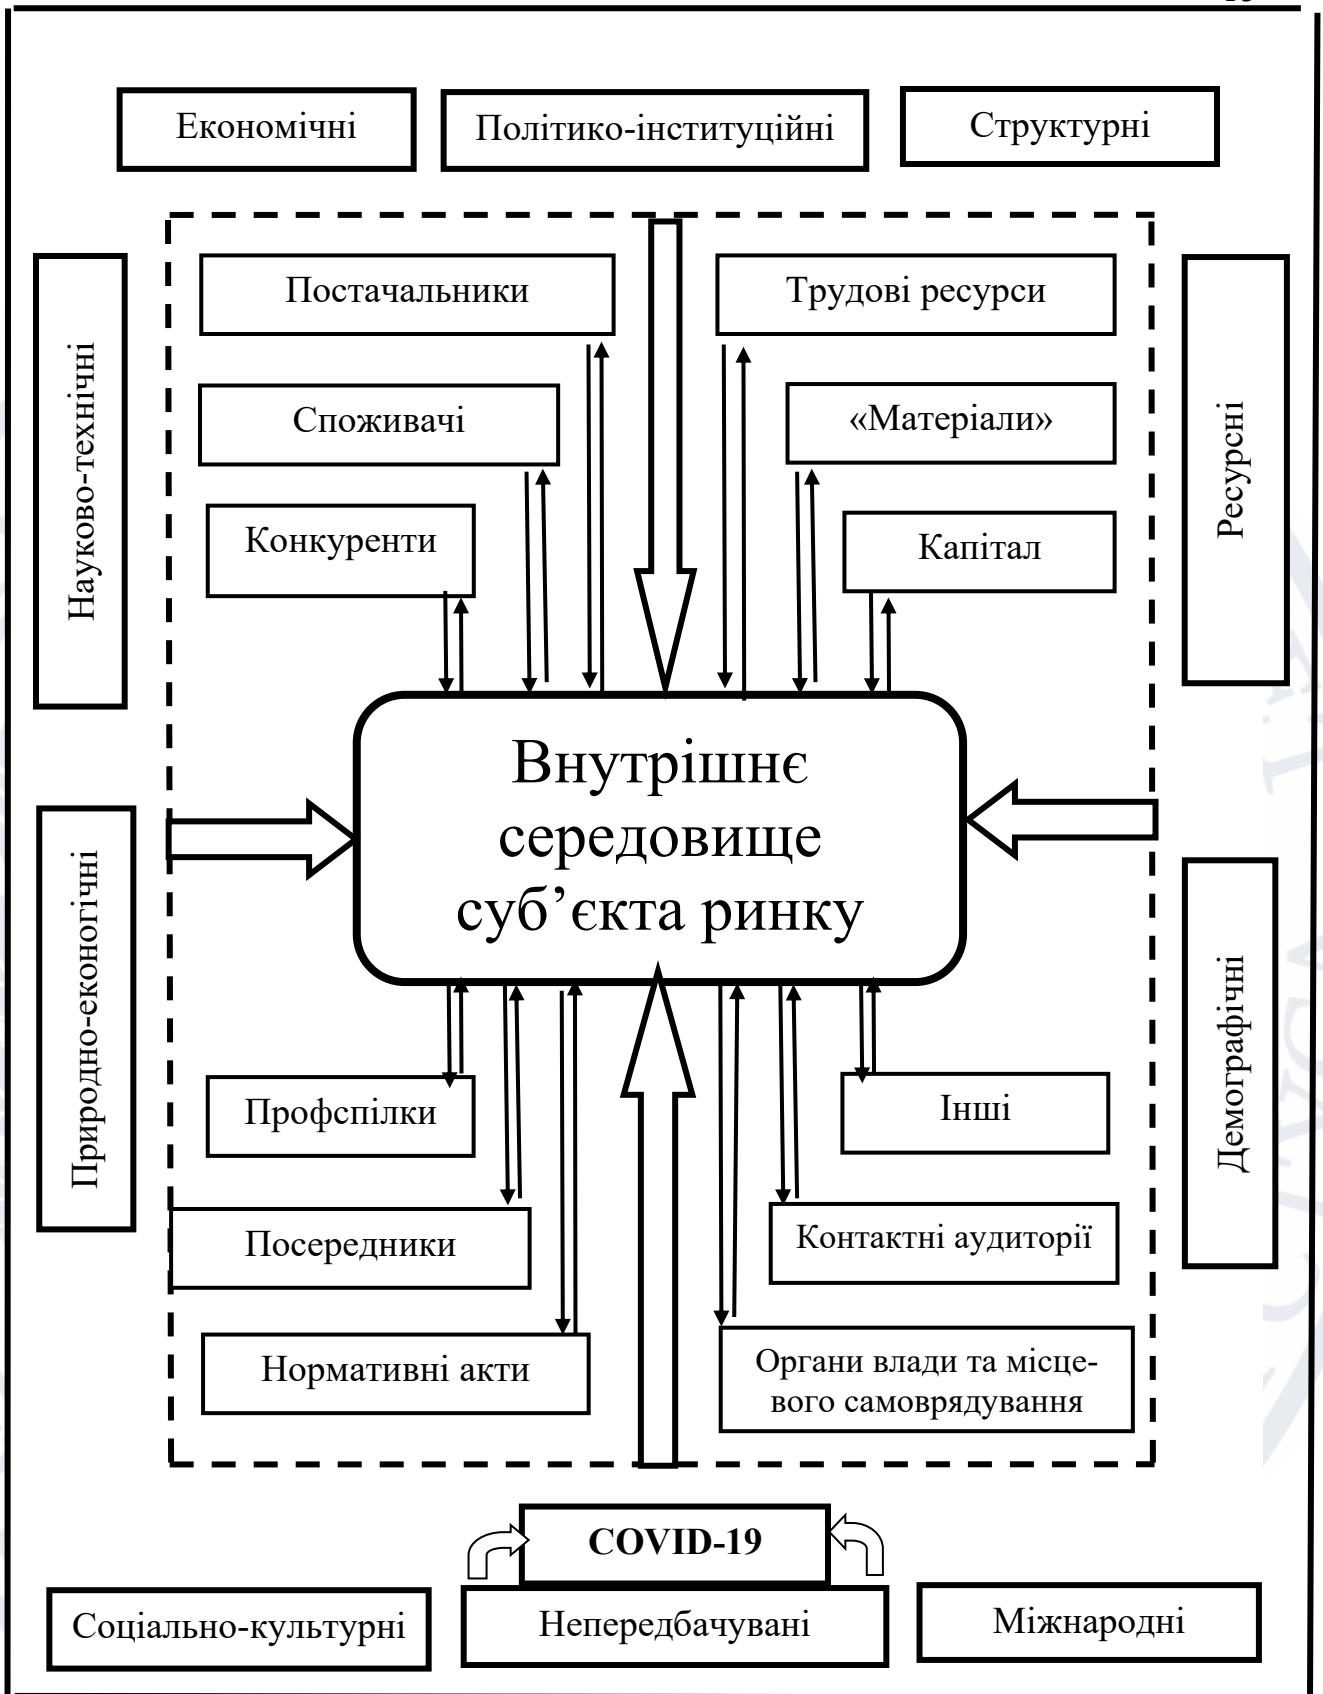 Економічні
Політико-інституційні
Структурні
Науково-технічні
Постачальники
Трудові ресурси
Ресурсні
Споживачі
«Матеріали»
Конкуренти
Капітал
Внутрішнє
середовище
суб’єкта ринку
Природно-екологічні
Демографічні
Профспілки
Інші
Посередники
Контактні аудиторії
Нормативні акти
Органи влади та місце-
вого самоврядування
COVID-19
Соціально-культурні
Непередбачувані
Міжнародні